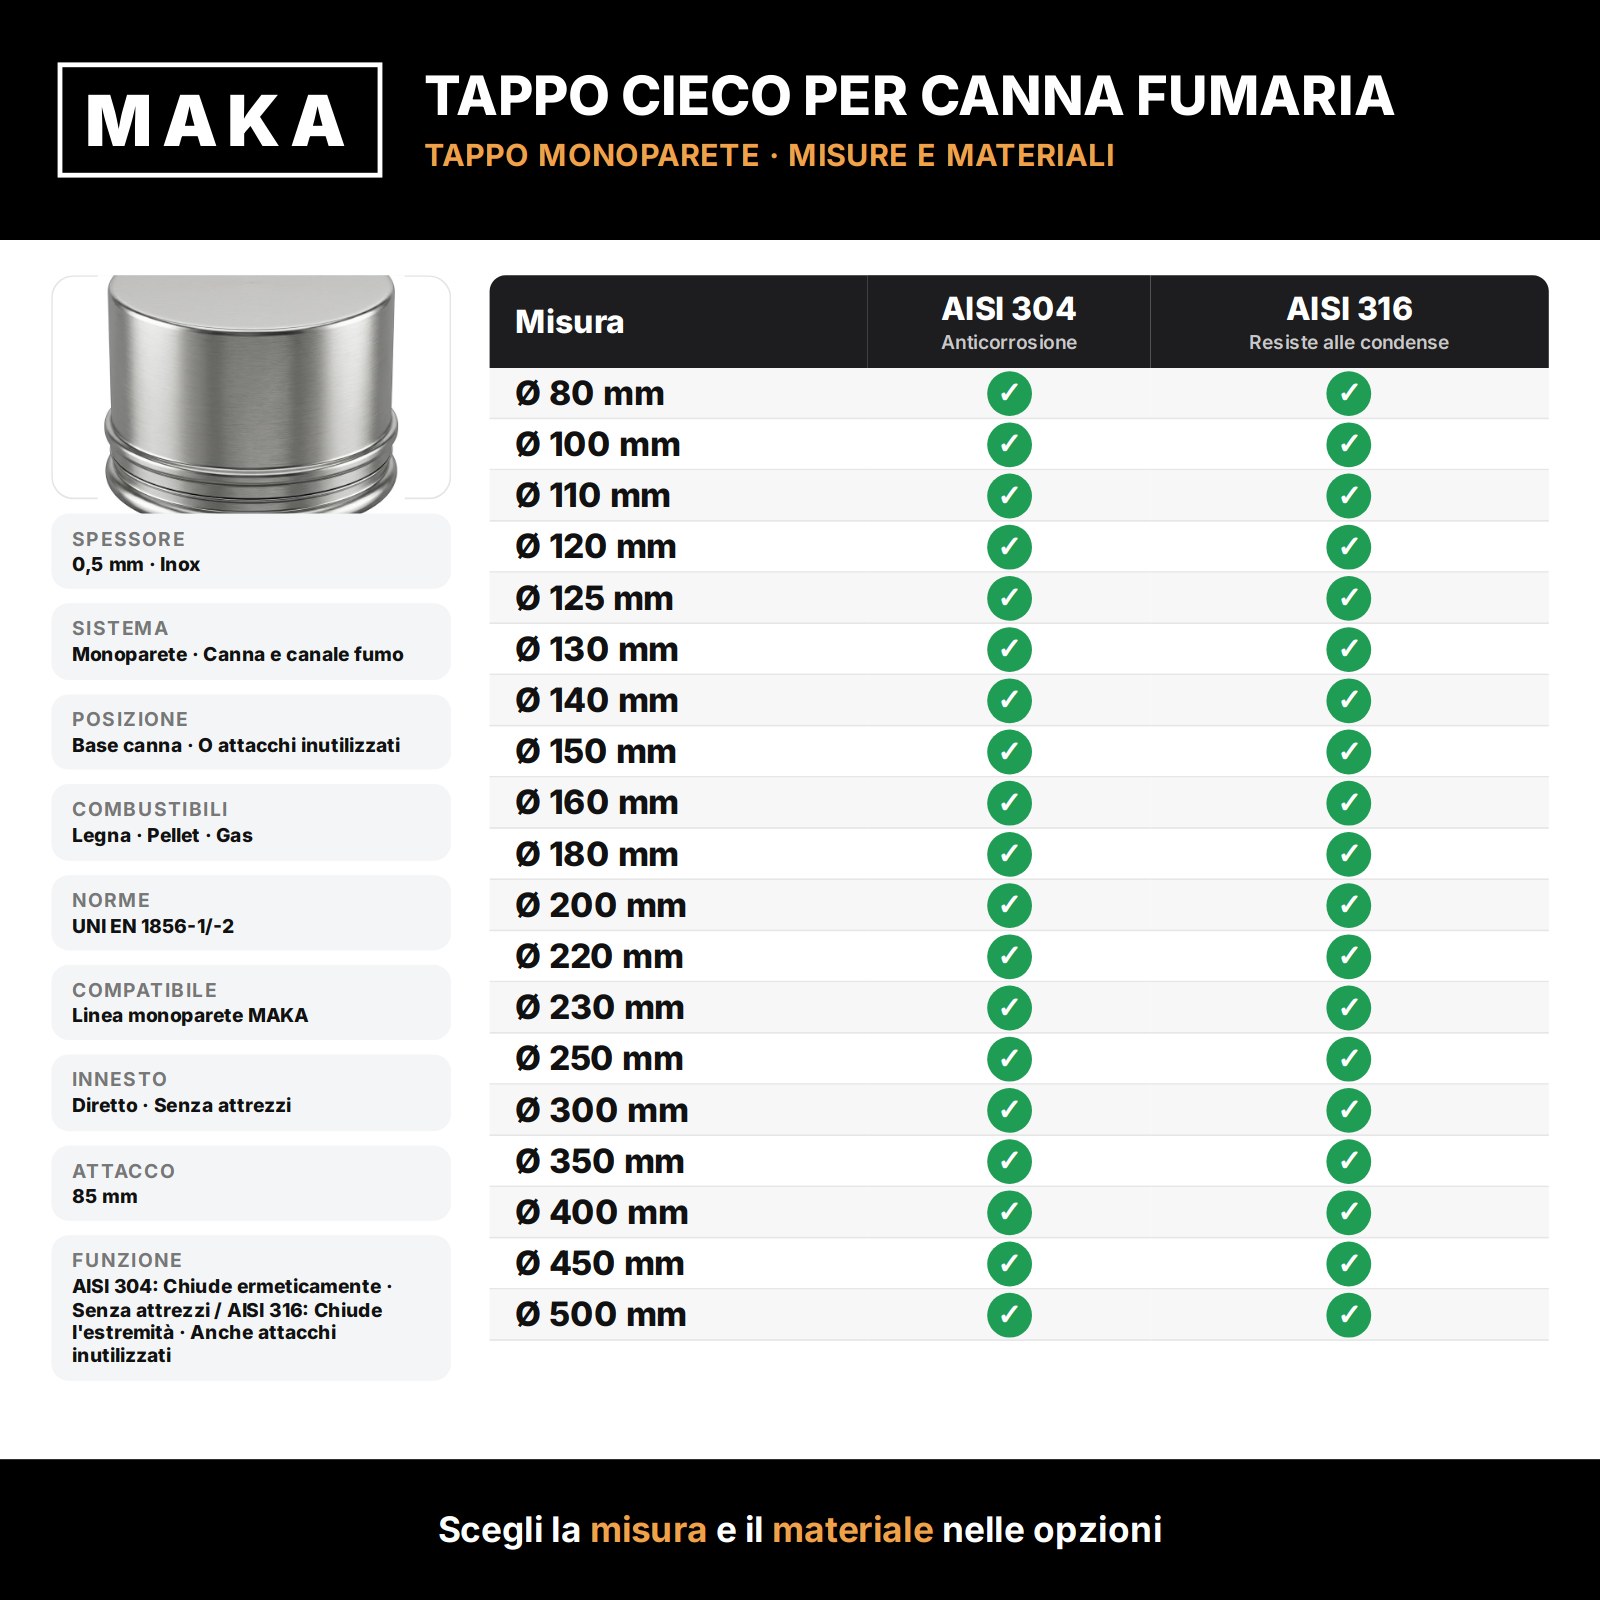 MAKA
TAPPO CIECO PER CANNA FUMARIA
TAPPO MONOPARETE · MISURE E MATERIALI
SPESSORE
0,5 mm · Inox
SISTEMA
Monoparete · Canna e canale fumo
POSIZIONE
Base canna · O attacchi inutilizzati
COMBUSTIBILI
Legna · Pellet · Gas
NORME
UNI EN 1856-1/-2
COMPATIBILE
Linea monoparete MAKA
INNESTO
Diretto · Senza attrezzi
ATTACCO
85 mm
FUNZIONE
AISI 304: Chiude ermeticamente ·
Senza attrezzi / AISI 316: Chiude
l'estremità · Anche attacchi
inutilizzati
Misura AISI 304 AISI 316
Anticorrosione Resiste alle condense
Ø 80 mm ✓ ✓
Ø 100 mm ✓ ✓
Ø 110 mm ✓ ✓
Ø 120 mm ✓ ✓
Ø 125 mm ✓ ✓
Ø 130 mm ✓ ✓
Ø 140 mm ✓ ✓
Ø 150 mm ✓ ✓
Ø 160 mm ✓ ✓
Ø 180 mm ✓ ✓
Ø 200 mm ✓ ✓
Ø 220 mm ✓ ✓
Ø 230 mm ✓ ✓
Ø 250 mm ✓ ✓
Ø 300 mm ✓ ✓
Ø 350 mm ✓ ✓
Ø 400 mm ✓ ✓
Ø 450 mm ✓ ✓
Ø 500 mm ✓ ✓
Scegli la misura e il materiale nelle opzioni